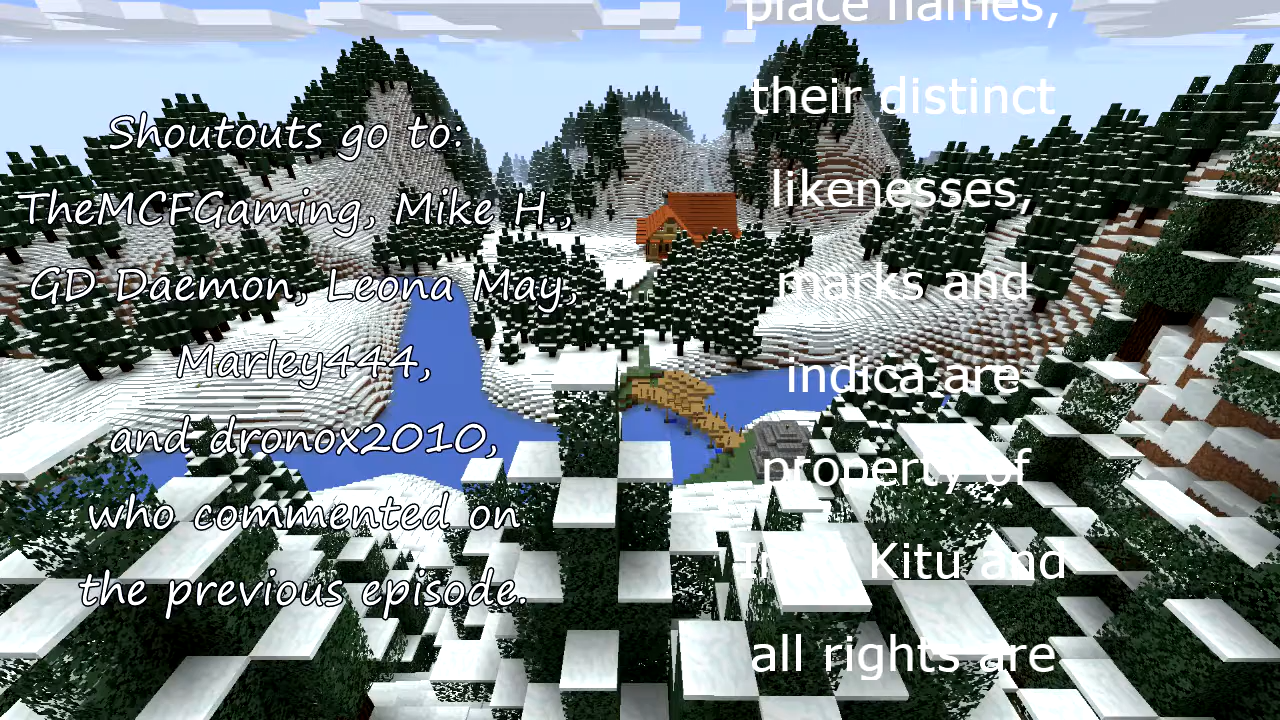 Shoutouts go to:
TheMCFGaming, Mike H.,
GD Daemon, Leona May,
Marley444,
and dronox2010,
who commented on
the previous episode.
place names,
their distinct
likenesses,
marks and
indica are
property of
Kitu and
all rights are